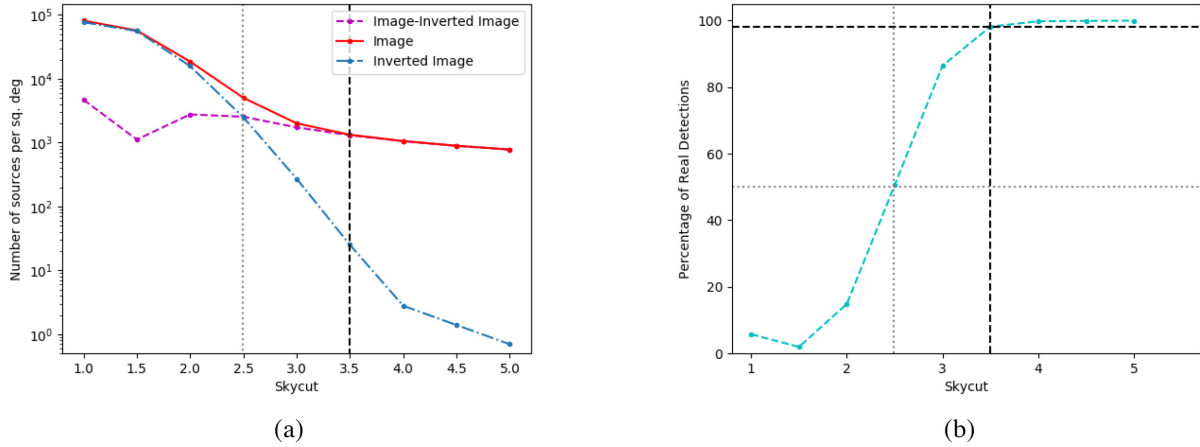 10^5
10^4
10^3
10^2
10^1
10^0
Number of sources per sq. deg
Image-Inverted Image
Image
Inverted Image
1.0 1.5 2.0 2.5 3.0 3.5 4.0 4.5 5.0
Skycut
(a)
100
80
60
40
20
0
Percentage of Real Detections
1 2 3 4 5
Skycut
(b)